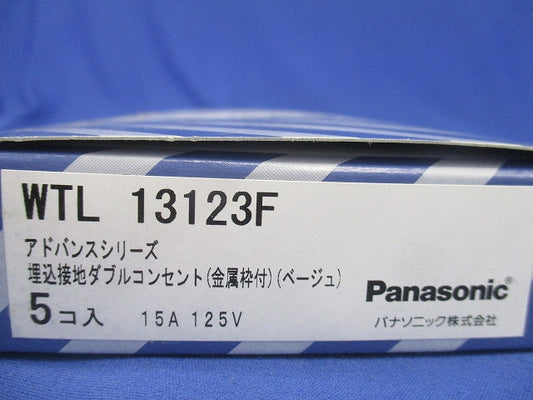 WTL 13123F
アドバンスシリーズ
埋込接地ダブルコンセント(金属枠付)(ベージュ)
5コ入 15A 125V
Panasonic
パナソニック株式会社